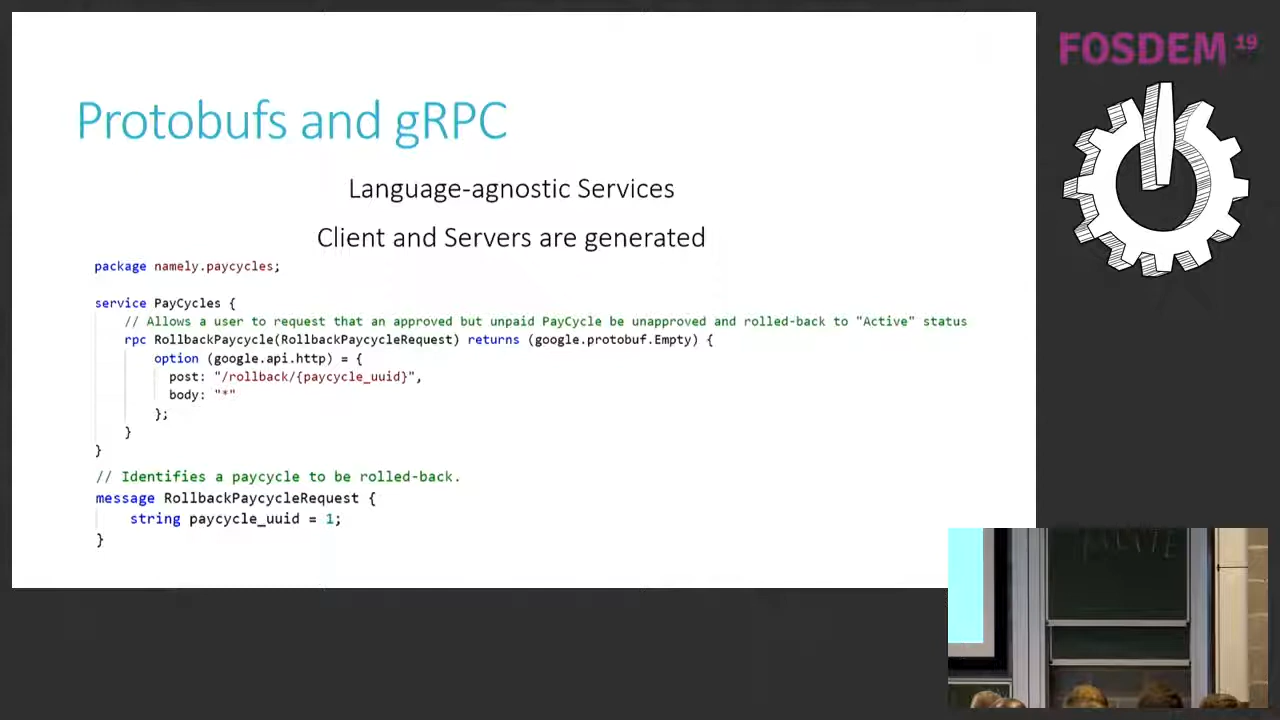 Protobufs and gRPC
Language-agnostic Services
Client and Servers are generated
package namely.paycycles;
service PayCycles {
// Allows a user to request that an approved but unpaid PayCycle be unapproved and rolled-back to "Active" status
rpc RollbackPaycycle(RollbackPaycycleRequest) returns (google.protobuf.Empty) {
option (google.api.http) = {
post: "/rollback/{paycycle_uuid}",
body: "*"
};
}
}
// Identifies a paycycle to be rolled-back.
message RollbackPaycycleRequest {
string paycycle_uuid = 1;
}
FOSDEM 19